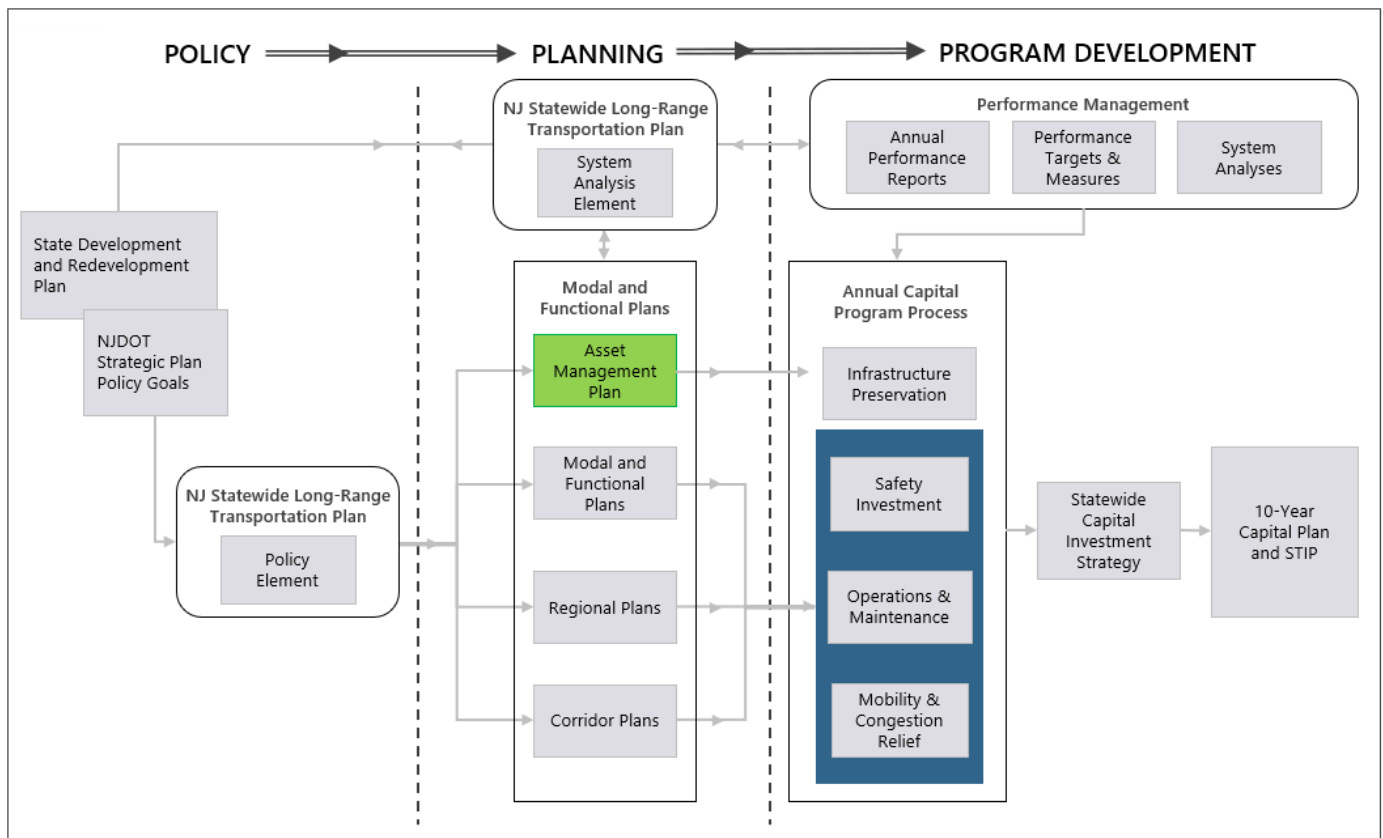 POLICY
PLANNING
PROGRAM DEVELOPMENT
NJ Statewide Long-Range
Transportation Plan
System
Analysis
Element
Performance Management
Annual
Performance
Reports
Performance
Targets &
Measures
System
Analyses
State Development
and Redevelopment
Plan
NJDOT
Strategic Plan
Policy Goals
NJ Statewide Long-Range
Transportation Plan
Policy
Element
Modal and
Functional Plans
Asset
Management
Plan
Modal and
Functional
Plans
Regional Plans
Corridor Plans
Annual Capital
Program Process
Infrastructure
Preservation
Safety
Investment
Operations &
Maintenance
Mobility &
Congestion
Relief
Statewide
Capital
Investment
Strategy
10-Year
Capital Plan
and STIP